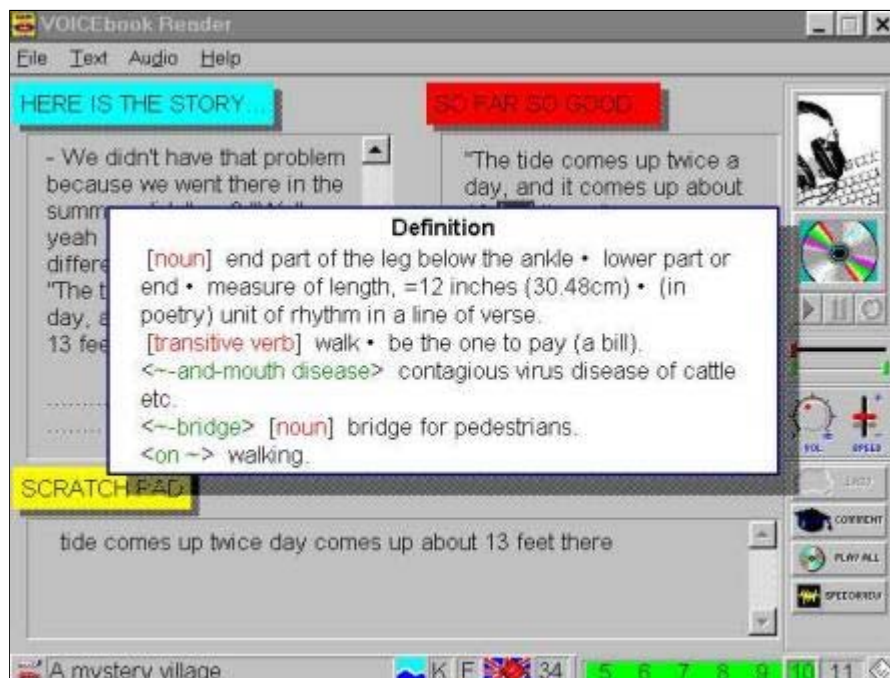 VOICEbook Reader
File Text Audio Help
HERE IS THE STORY...
- We didn't have that problem
because we went there in the
yeah
"The t
day, a
13 fee
SO FAR SO GOOD
"The tide comes up twice a
day, and it comes up about
Definition
[noun] end part of the leg below the ankle • lower part or
end • measure of length, =12 inches (30.48cm) • (in
poetry) unit of rhythm in a line of verse.
[transitive verb] walk • be the one to pay (a bill).
<~-and-mouth disease> contagious virus disease of cattle
etc.
<~-bridge> [noun] bridge for pedestrians.
<on ~> walking.
VOL SPEED
COMMENT
PLAY ALL
SCRATCH PAD
tide comes up twice day comes up about 13 feet there
A mystery village K F 34 5 6 7 8 9 10 11